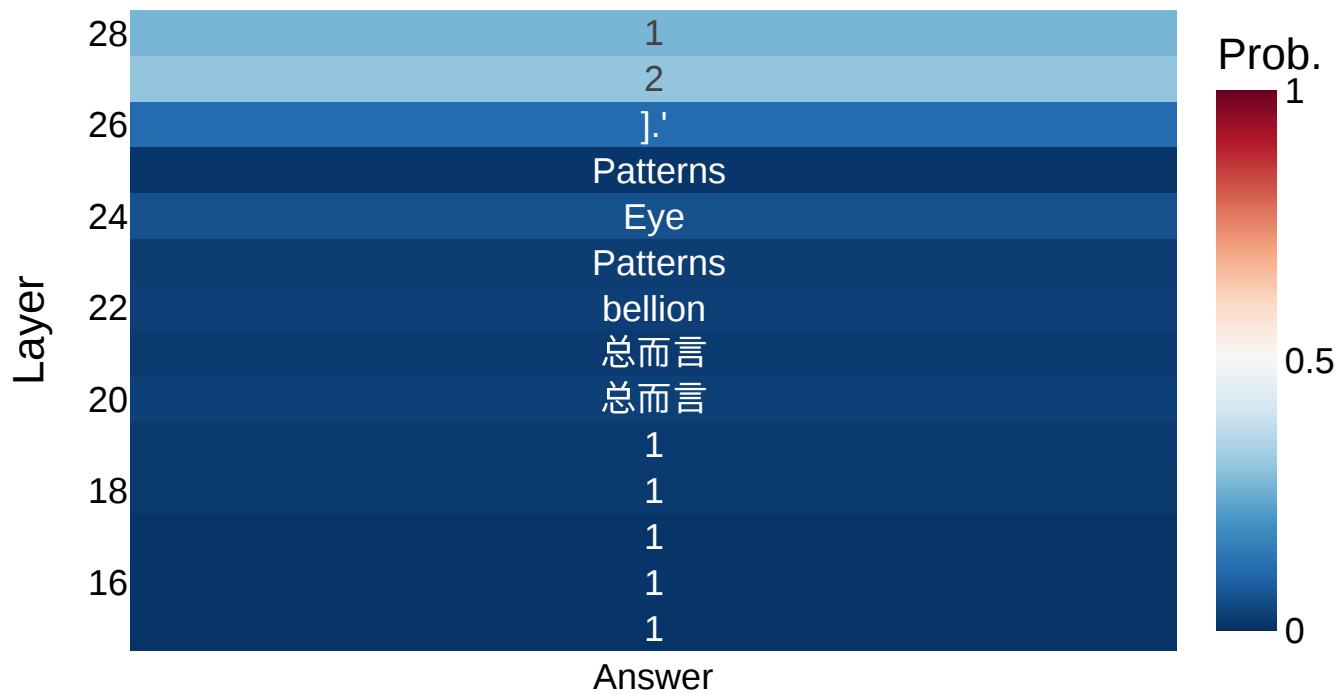 28
1
Prob.
2
1
26
].'
Patterns
24
Eye
Patterns
22
bellion
Layer
总而言
0.5
20
总而言
1
18
1
1
16
1
0
1
Answer